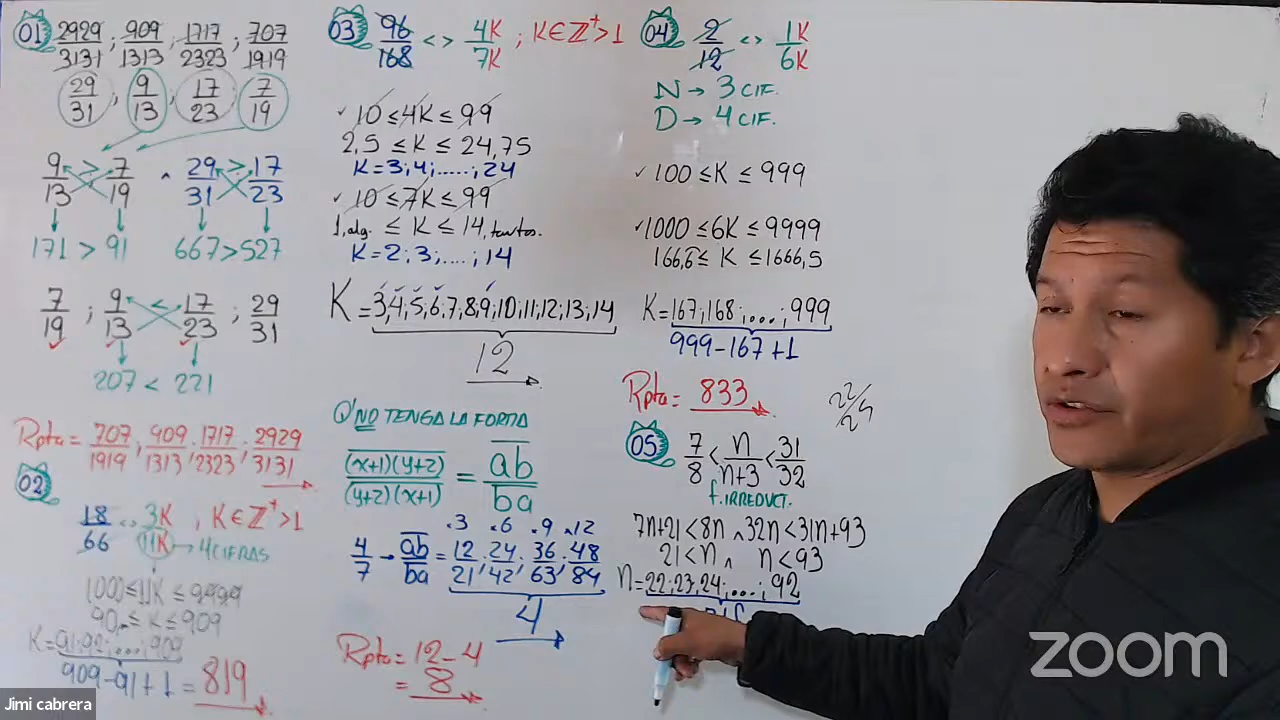 01 2929/3131 ; 909/1313 ; 1717/2323 ; 707/1919
29/31 , 9/13 , 17/23 , 7/19
9/13 > 7/19 ^ 29/31 > 17/23
171 > 91 667 > 527
7/19 ; 9/13 < 17/23 ; 29/31
207 < 221
Rpta = 707/1919 , 909/1313 , 1717/2323 , 2929/3131
02
18/66 <> 3K/11K , K∈Z⁺>1
→ 4 CIFRAS
1000 ≤ 11K ≤ 9999
90,.. ≤ K ≤ 909
K = 91; 92; ...; 909
909 - 91 + 1 = 819
03 96/168 <> 4K/7K ; K∈Z⁺>1
✓ 10 ≤ 4K ≤ 99
2,5 ≤ K ≤ 24,75
K = 3; 4; ......; 24
✓ 10 ≤ 7K ≤ 99
1,alg. ≤ K ≤ 14, tantos.
K = 2; 3; ....; 14
K = 3,4,5,6,7,8,9,10,11,12,13,14
12
Q' NO TENGA LA FORMA
(x+1)(y+2)/(y+2)(x+1) = ab/ba
.3 .6 .9 .12
4/7 → ab/ba = 12/21 , 24/42 , 36/63 , 48/84
4
Rpta = 12 - 4
= 8
04 2/12 <> 1K/6K
N → 3 CIF.
D → 4 CIF.
✓ 100 ≤ K ≤ 999
✓ 1000 ≤ 6K ≤ 9999
166,6 ≤ K ≤ 1666,5
K = 167; 168; ...; 999
999 - 167 + 1
Rpta = 833
05 7/8 < n/n+3 < 31/32
f. IRREDUCT.
7n+21 < 8n ^ 32n < 31n+93
21 < n ^ n < 93
n = 22; 23; 24; ...; 92
zoom
Jimi cabrera